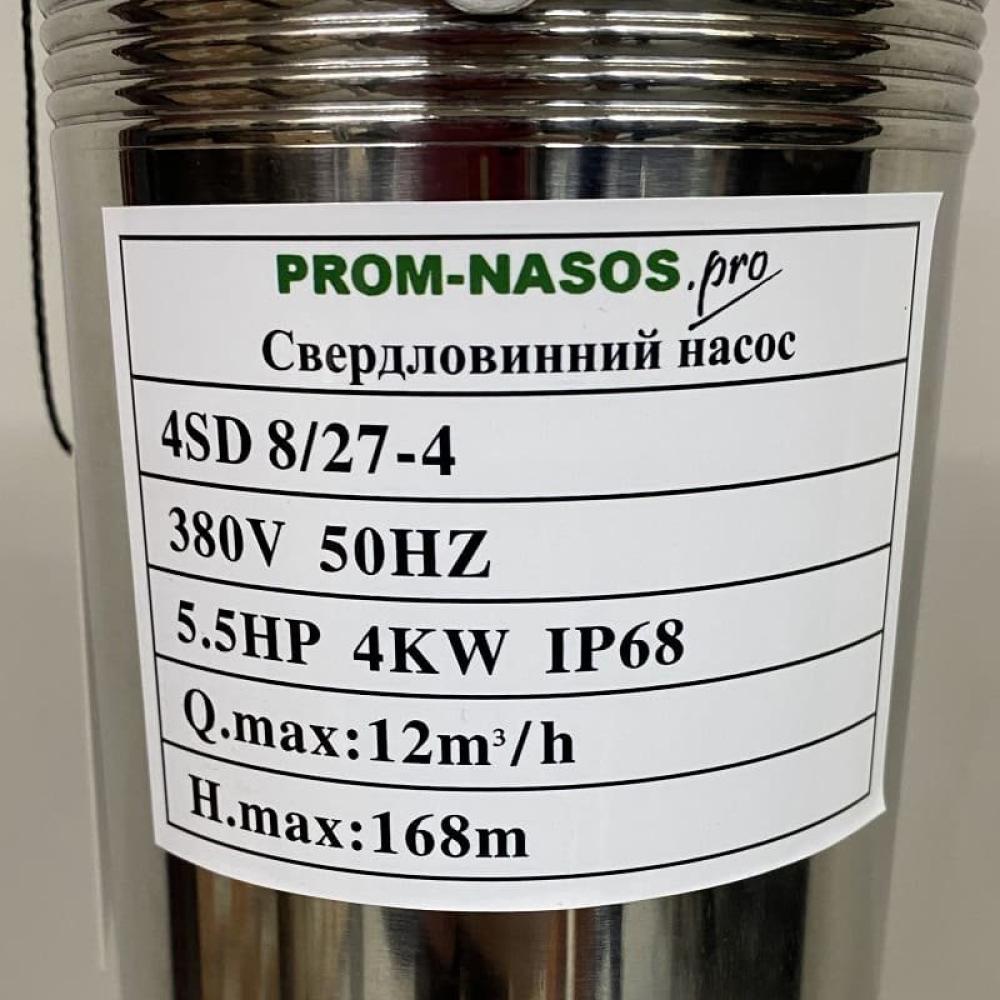 PROM-NASOS.pro
Свердловинний насос
4SD 8/27-4
380V 50HZ
5.5HP 4KW IP68
Q.max:12m³/h
H.max:168m